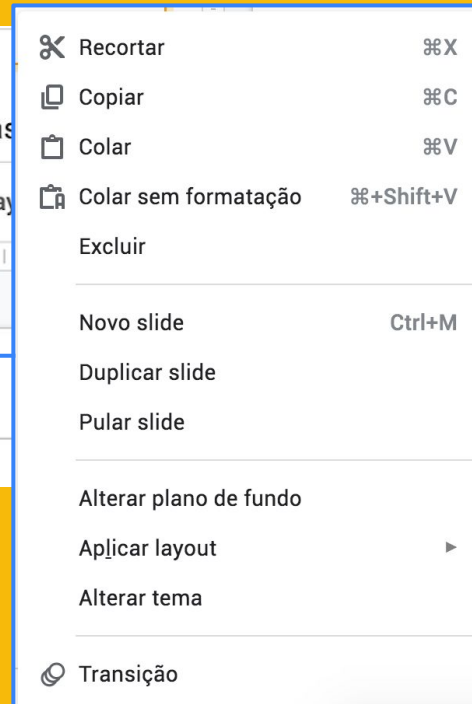 Recortar ⌘X
Copiar ⌘C
Colar ⌘V
Colar sem formatação ⌘+Shift+V
Excluir
Novo slide Ctrl+M
Duplicar slide
Pular slide
Alterar plano de fundo
Aplicar layout ►
Alterar tema
Transição